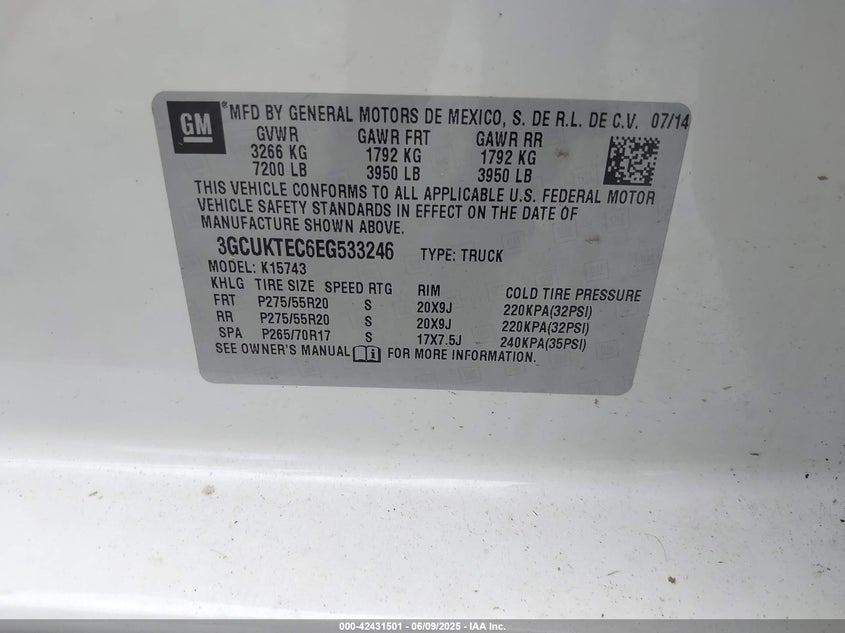 GM *MFD BY GENERAL MOTORS DE MEXICO, S. DE R.L. DE C.V. 07/14
GVWR GAWR FRT GAWR RR
3266 KG 1792 KG 1792 KG
7200 LB 3950 LB 3950 LB
THIS VEHICLE CONFORMS TO ALL APPLICABLE U.S. FEDERAL MOTOR
VEHICLE SAFETY STANDARDS IN EFFECT ON THE DATE OF
MANUFACTURE SHOWN ABOVE.
3GCUKTEC6EG533246 TYPE: TRUCK
MODEL: K15743
KHLG TIRE SIZE SPEED RTG RIM COLD TIRE PRESSURE
FRT P275/55R20 S 20X9J 220KPA(32PSI)
RR P275/55R20 S 20X9J 220KPA(32PSI)
SPA P265/70R17 S 17X7.5J 240KPA(35PSI)
SEE OWNER'S MANUAL FOR MORE INFORMATION.
000-42431501 - 06/09/2025 - IAA Inc.